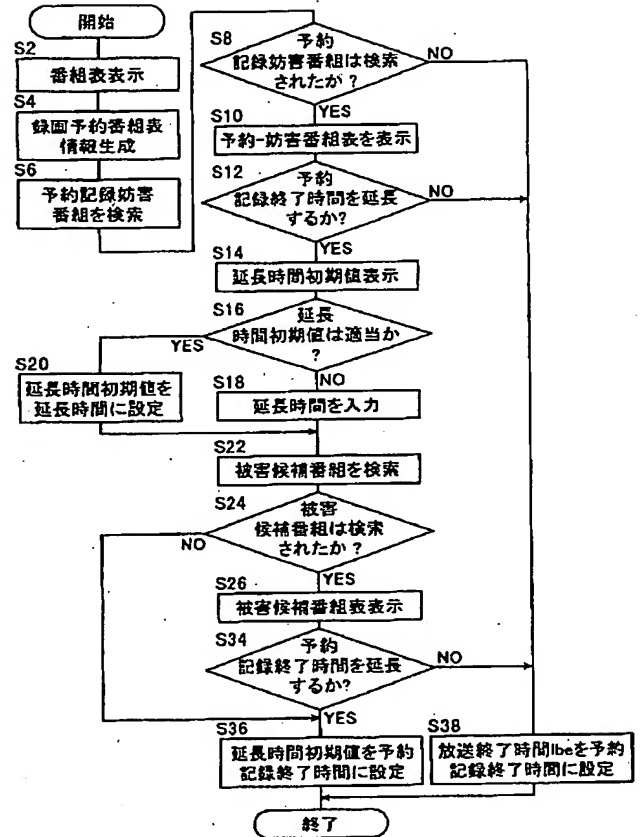 開始
S2
番組表表示
S4
録画予約番組表
情報生成
S6
予約記録妨害
番組を検索
S8
予約
記録妨害番組は検索
されたか?
NO
YES
S10
予約-妨害番組表を表示
S12
予約
記録終了時間を延長
するか?
NO
YES
S14
延長時間初期値表示
S16
延長
時間初期値は適当か
?
YES
NO
S20
延長時間初期値を
延長時間に設定
S18
延長時間を入力
S22
被害候補番組を検索
S24
被害
候補番組は検索
されたか?
NO
YES
S26
被害候補番組表表示
S34
予約
記録終了時間を延長
するか?
NO
YES
S36
延長時間初期値を予約
記録終了時間に設定
S38
放送終了時間lbeを予約
記録終了時間に設定
終了